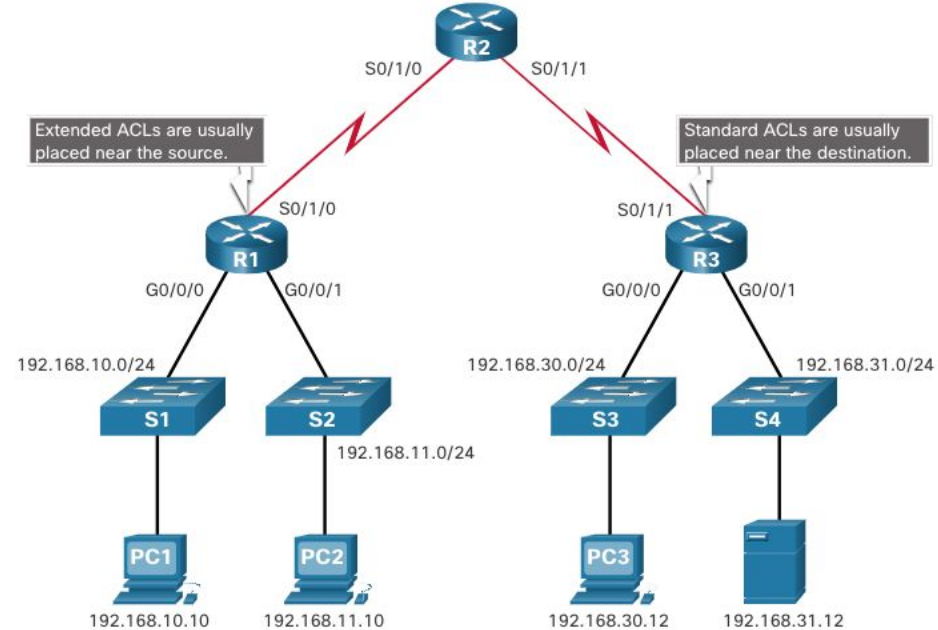 R2
S0/1/0
S0/1/1
Extended ACLs are usually
placed near the source.
Standard ACLs are usually
placed near the destination.
S0/1/0
S0/1/1
R1
R3
G0/0/0
G0/0/1
G0/0/0
G0/0/1
192.168.10.0/24
192.168.30.0/24
192.168.31.0/24
S1
S2
S3
S4
192.168.11.0/24
PC1
PC2
PC3
192.168.10.10
192.168.11.10
192.168.30.12
192.168.31.12